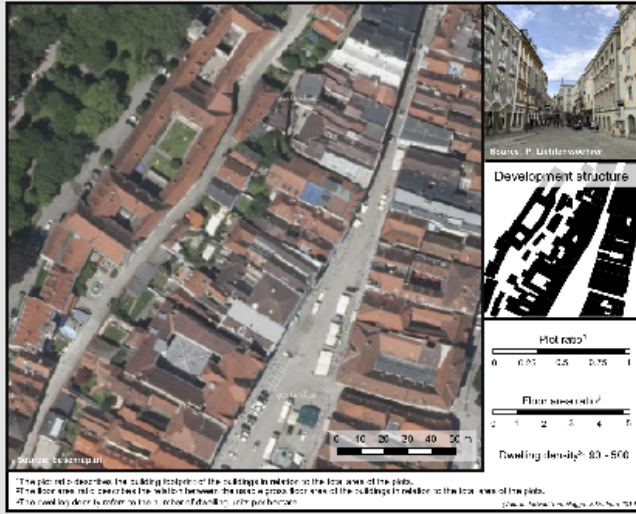 Source: P. Lichtenwoehrer
Development structure
Plot ratio¹
0 0.25 0.5 0.75 1
Floor area ratio²
0 1 2 3 4 5
Dwelling density³: 90 - 500
0 10 20 30 40 50 m
Source: basemap.at
¹The plot ratio describes the building footprint of the buildings in relation to the total area of the plots.
²The floor area ratio describes the relation between the usable gross floor area of the buildings in relation to the total area of the plots.
³The dwelling density refers to the number of dwelling units per hectare.